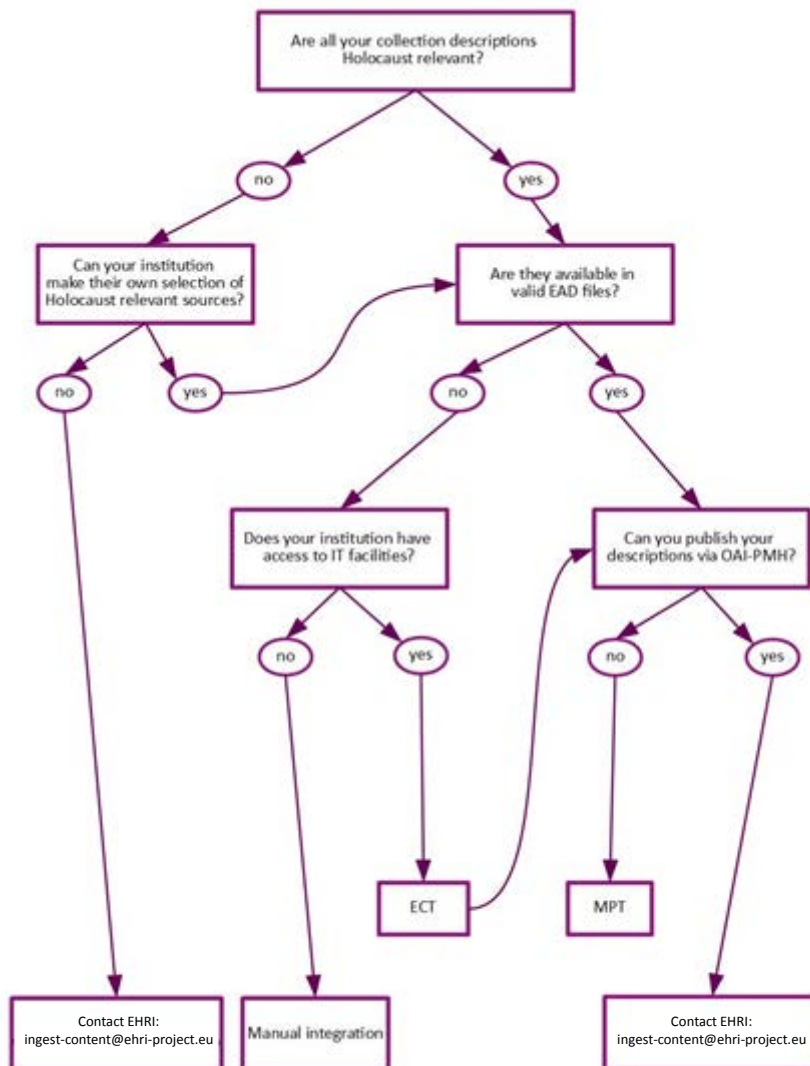 Are all your collection descriptions
Holocaust relevant?
no
yes
Can your institution
make their own selection of
Holocaust relevant sources?
Are they available in
valid EAD files?
no
yes
no
yes
Does your institution have
access to IT facilities?
Can you publish your
descriptions via OAI-PMH?
no
yes
no
yes
ECT
MPT
Contact EHRI:
ingest-content@ehri-project.eu
Manual integration
Contact EHRI:
ingest-content@ehri-project.eu